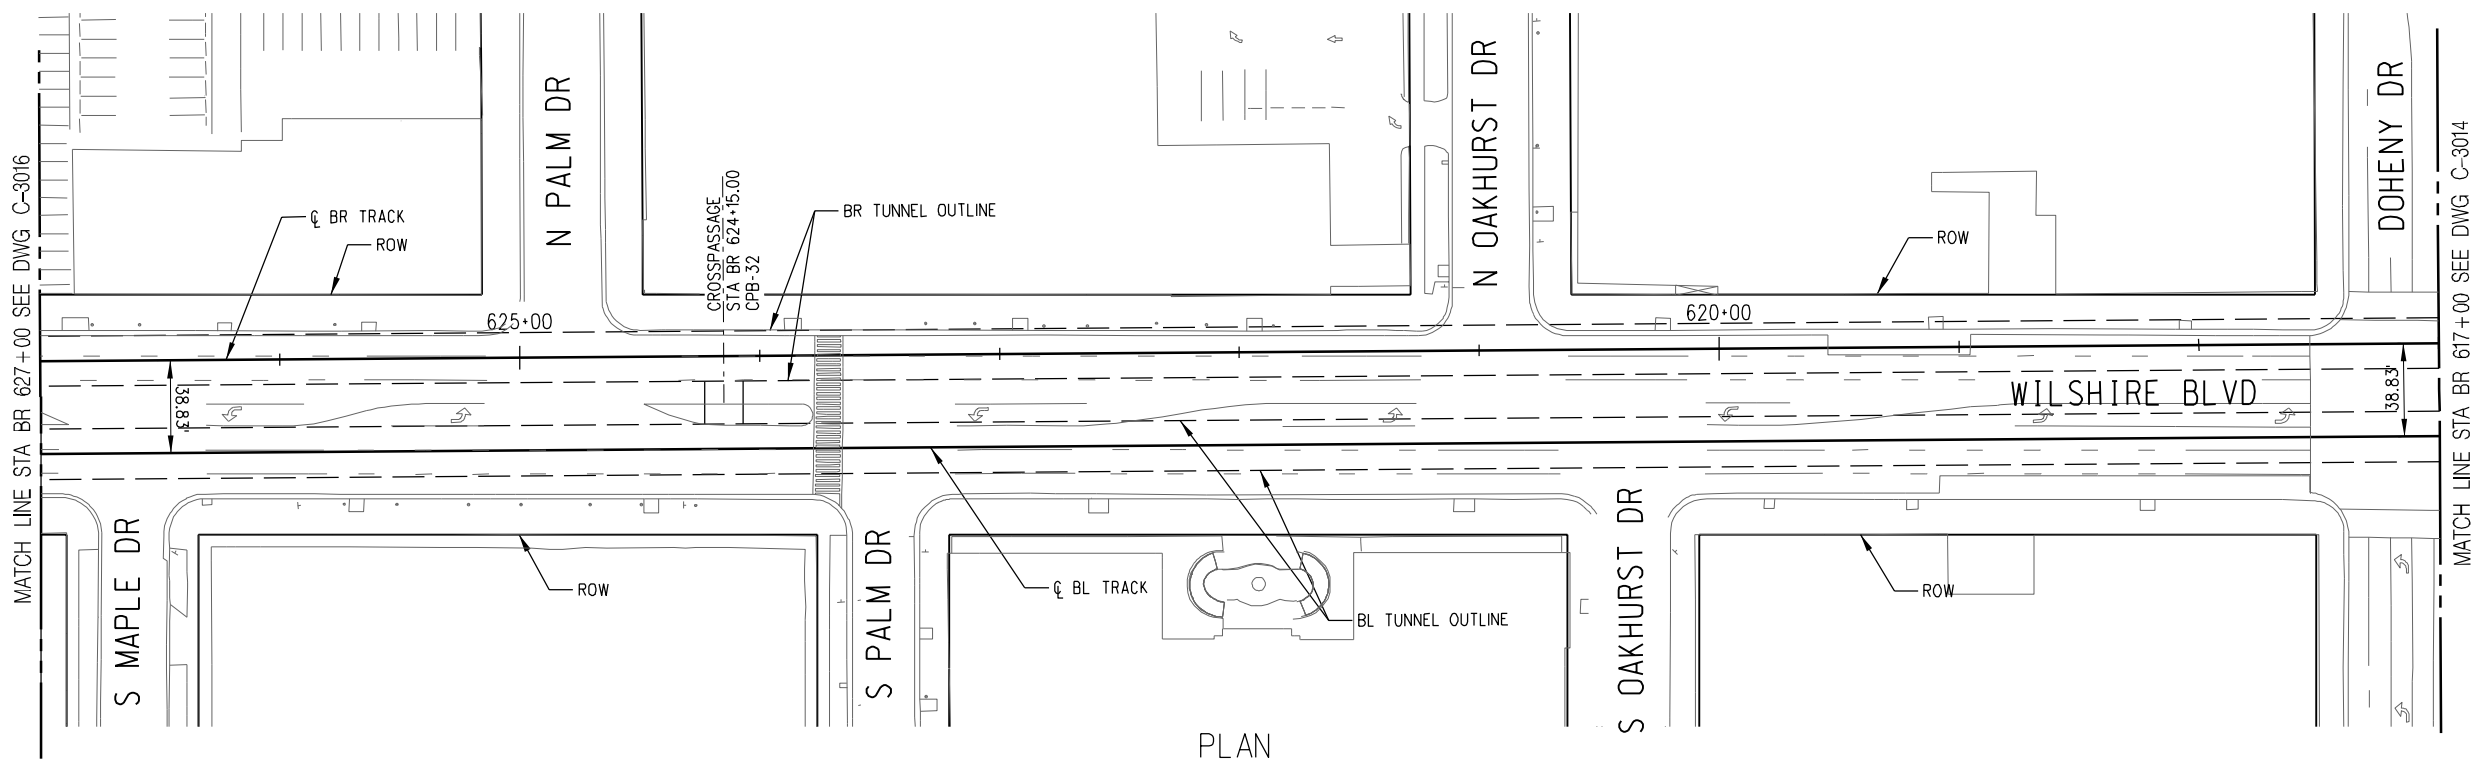 MATCH LINE STA BR 627+00 SEE DWG C-3016
℄ BR TRACK
ROW
N PALM DR
CROSSPASSAGE
STA BR 624+15.00
CPB-32
BR TUNNEL OUTLINE
N OAKHURST DR
ROW
DOHENY DR
MATCH LINE STA BR 617+00 SEE DWG C-3014
625+00
620+00
38.83'
WILSHIRE BLVD
38.83'
S MAPLE DR
ROW
S PALM DR
℄ BL TRACK
BL TUNNEL OUTLINE
S OAKHURST DR
ROW
PLAN